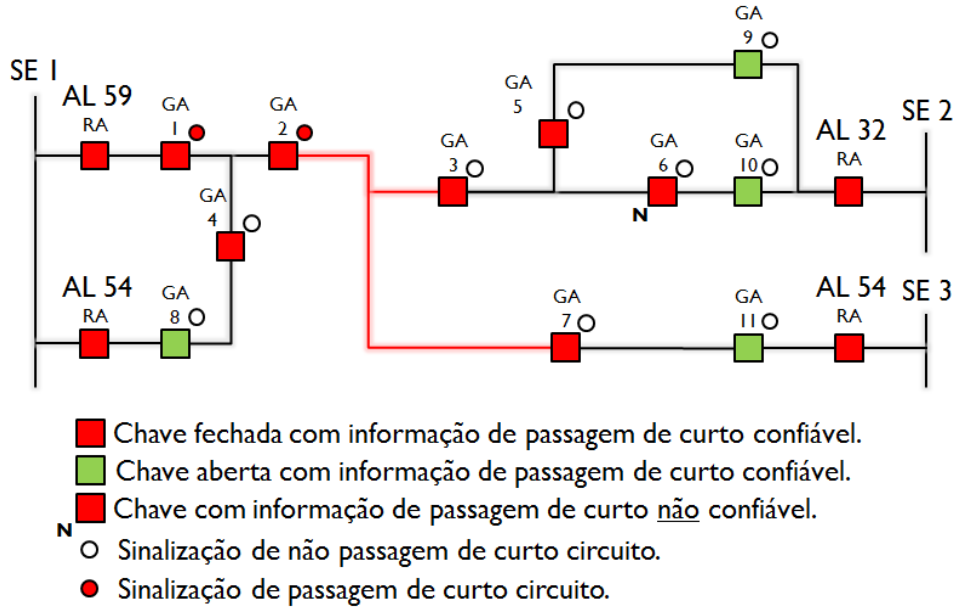 SE 1
AL 59
RA
GA
1
GA
2
GA
4
AL 54
RA
GA
8
GA
3
GA
5
GA
6
N
GA
9
GA
10
AL 32
RA
SE 2
GA
7
GA
11
AL 54
RA
SE 3
Chave fechada com informação de passagem de curto confiável.
Chave aberta com informação de passagem de curto confiável.
Chave com informação de passagem de curto não confiável.
N
Sinalização de não passagem de curto circuito.
Sinalização de passagem de curto circuito.